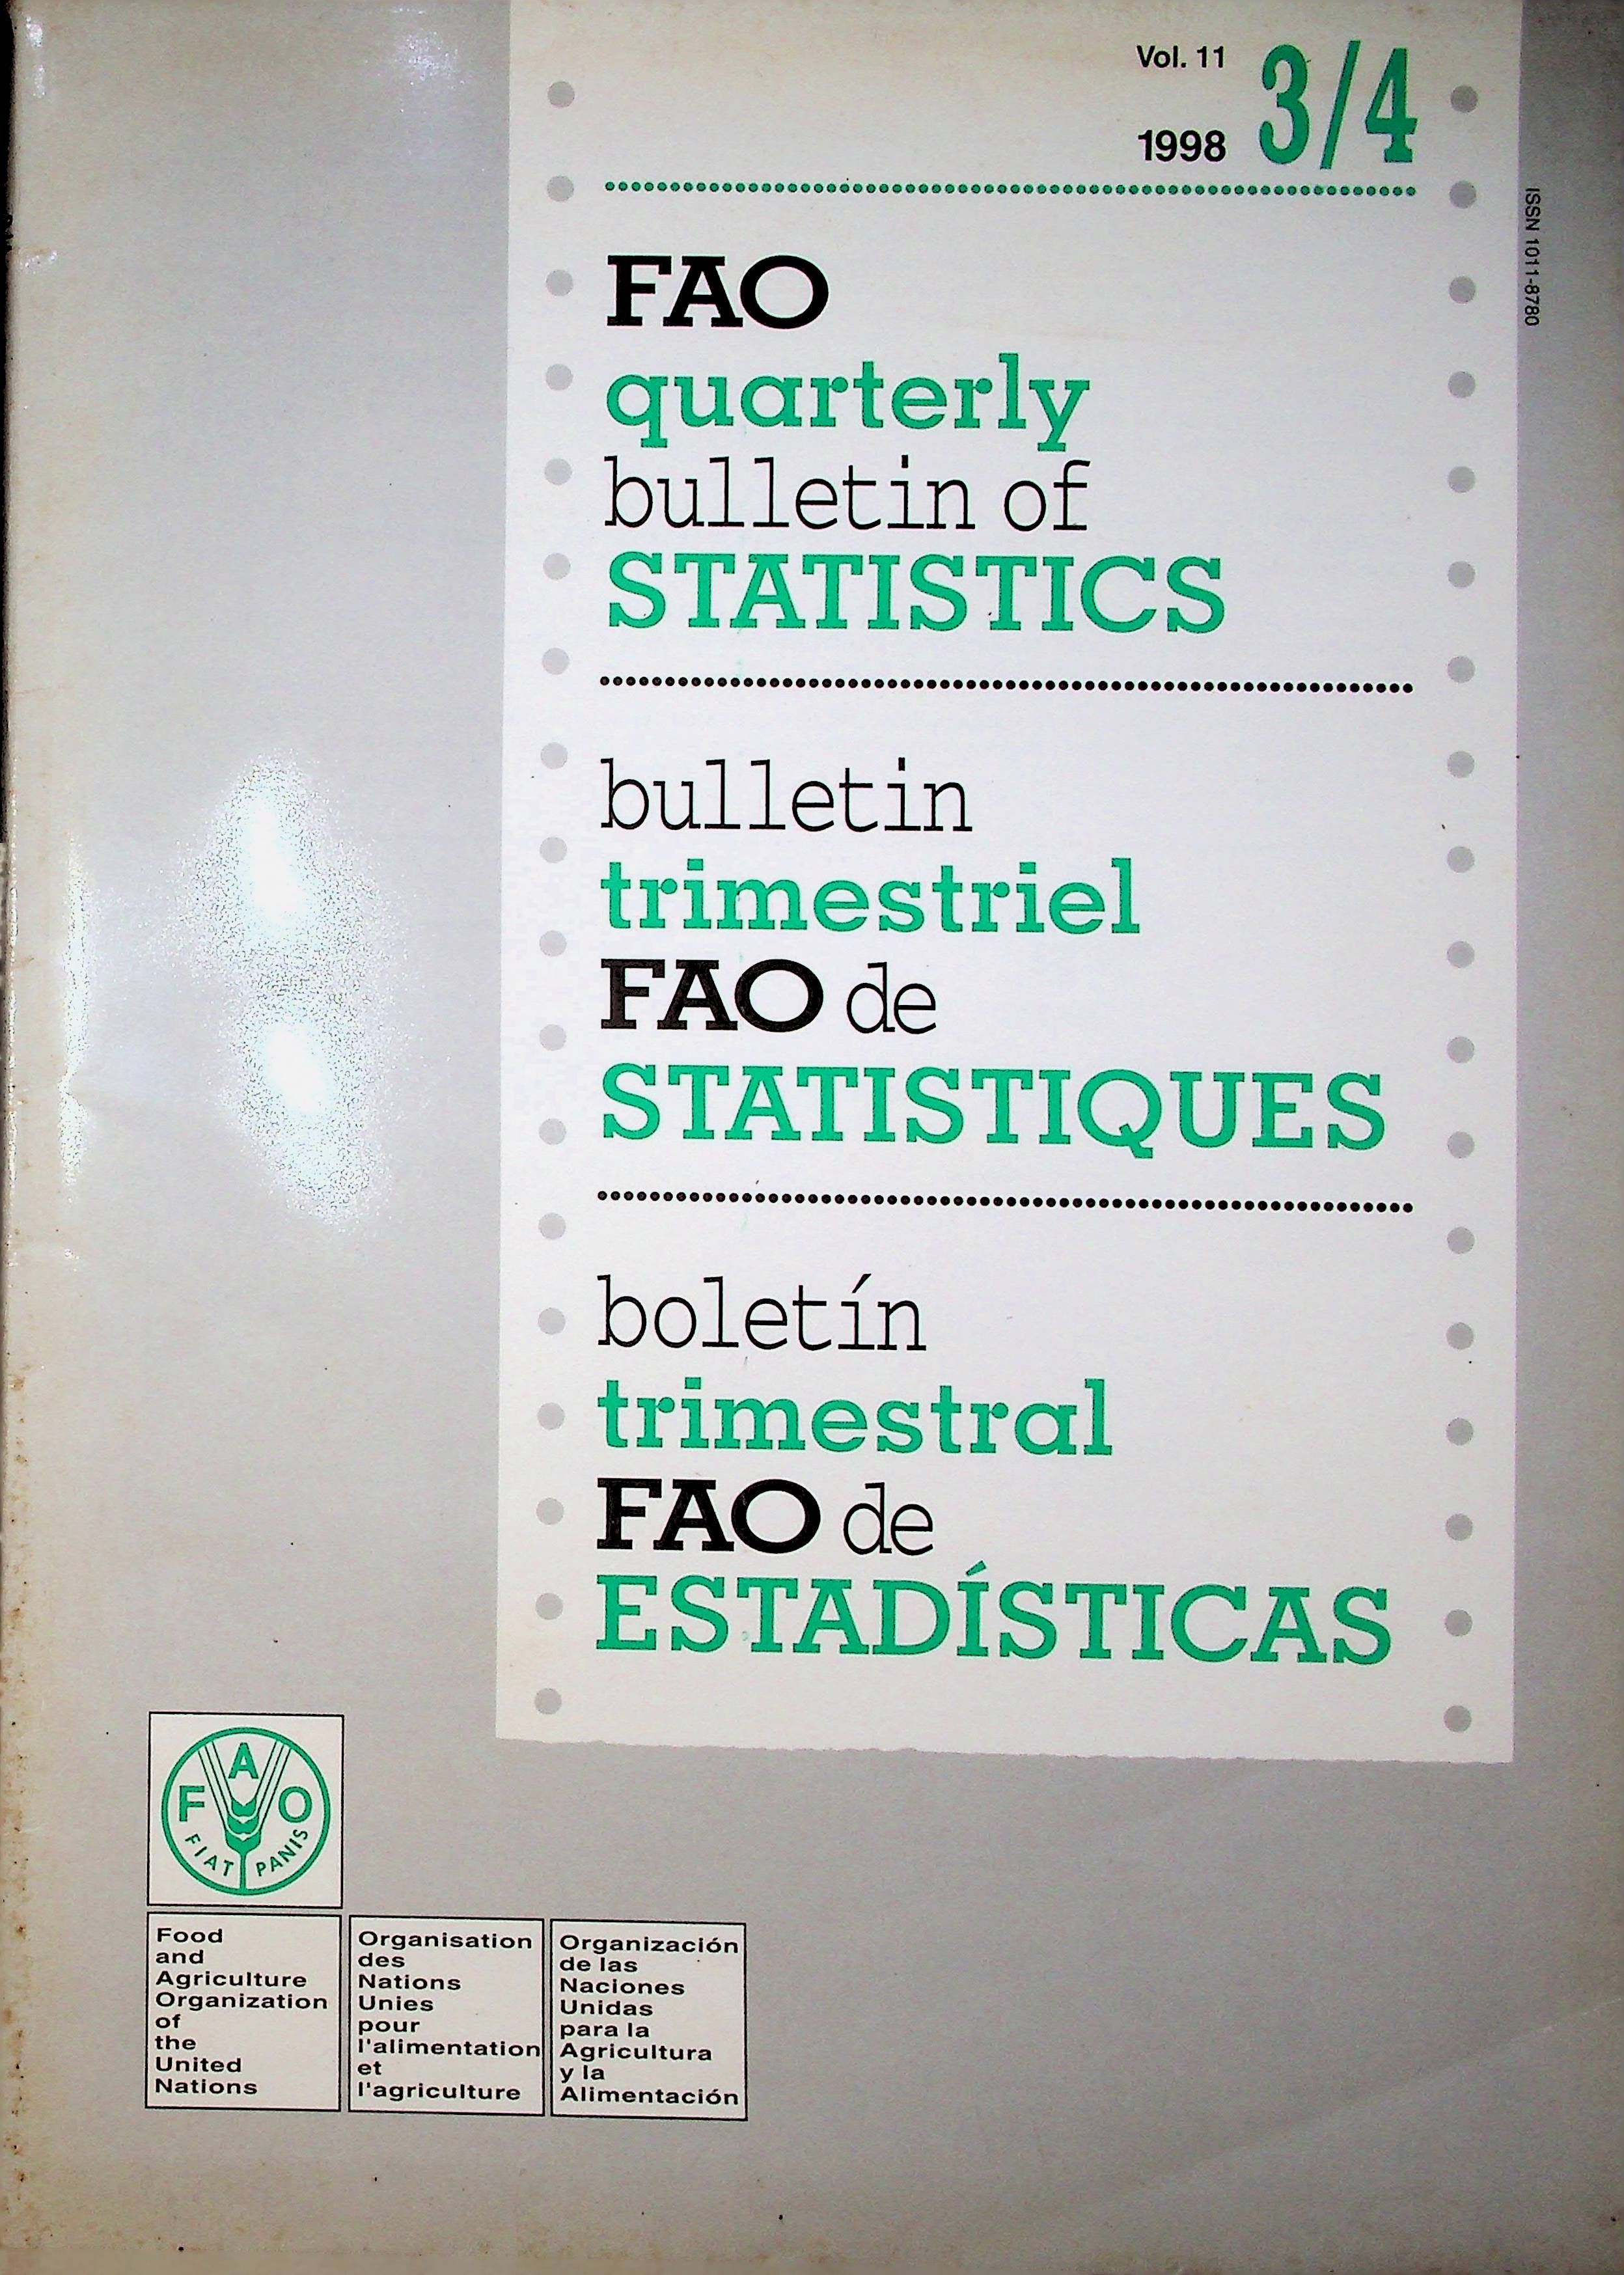 Vol. 11
1998
3/4
ISSN 1011-8780
FAO
quarterly
bulletin of
STATISTICS
bulletin
trimestriel
FAO de
STATISTIQUES
boletín
trimestral
FAO de
ESTADÍSTICAS
F A O
FIAT PANIS
Food
and
Agriculture
Organization
of
the
United
Nations
Organisation
des
Nations
Unies
pour
l'alimentation
et
l'agriculture
Organización
de las
Naciones
Unidas
para la
Agricultura
y la
Alimentación